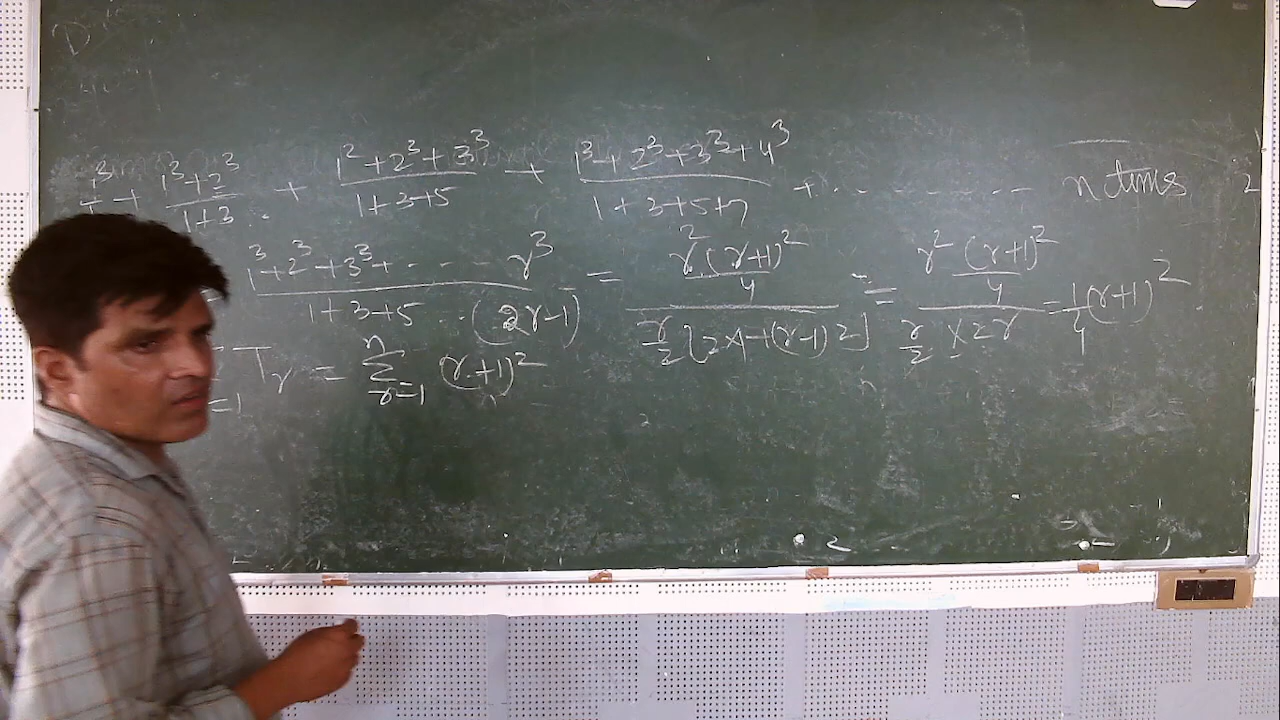 1³ + 1³+2³/1+3 + 1²+2³+3³/1+3+5 + 1³+2³+3³+4³/1+3+5+7 + ........ n times
= 1³+2³+3³+.... r³/1+3+5 ..(2r-1) = r²(r+1)²/4 / r/2[2×1+(r-1)2] = r²(r+1)²/4 / r/2 × 2r = 1/4 (r+1)²
=1 Tr = Σ n r=1 (r+1)²